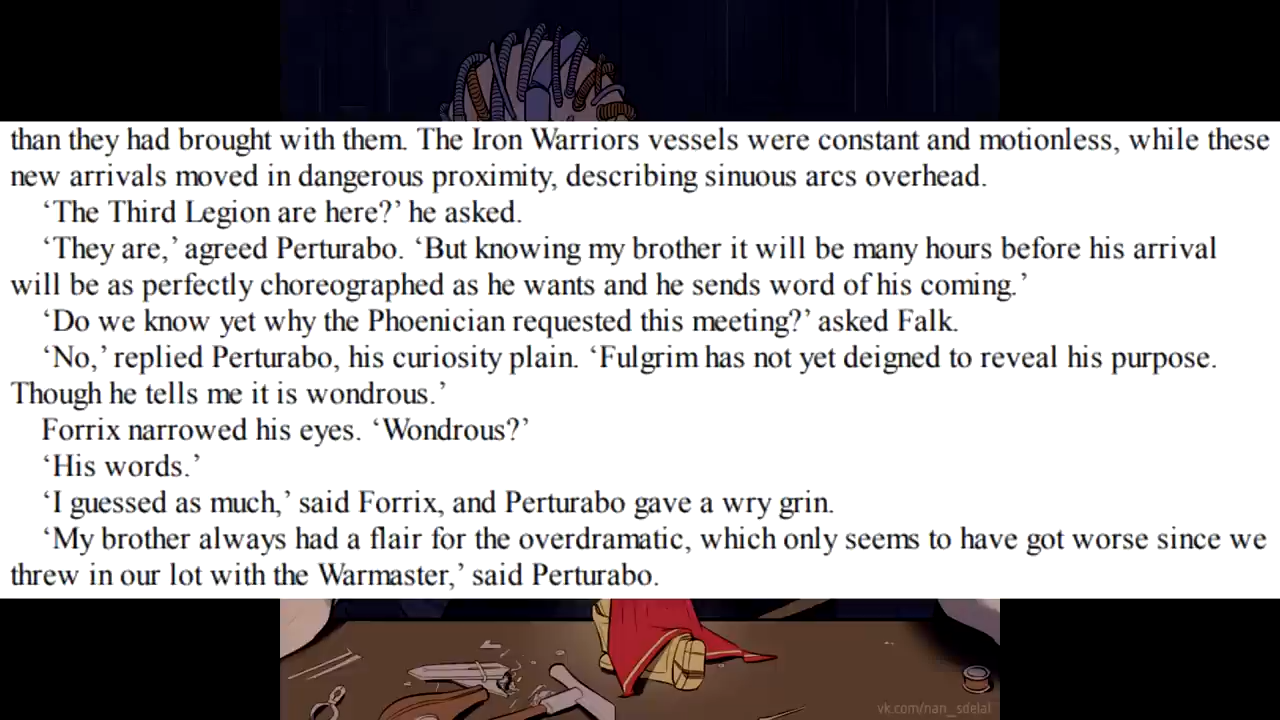 than they had brought with them. The Iron Warriors vessels were constant and motionless, while these
new arrivals moved in dangerous proximity, describing sinuous arcs overhead.
‘The Third Legion are here?’ he asked.
‘They are,’ agreed Perturabo. ‘But knowing my brother it will be many hours before his arrival
will be as perfectly choreographed as he wants and he sends word of his coming.’
‘Do we know yet why the Phoenician requested this meeting?’ asked Falk.
‘No,’ replied Perturabo, his curiosity plain. ‘Fulgrim has not yet deigned to reveal his purpose.
Though he tells me it is wondrous.’
Forrix narrowed his eyes. ‘Wondrous?’
‘His words.’
‘I guessed as much,’ said Forrix, and Perturabo gave a wry grin.
‘My brother always had a flair for the overdramatic, which only seems to have got worse since we
threw in our lot with the Warmaster,’ said Perturabo.
vk.com/nan_sdelal